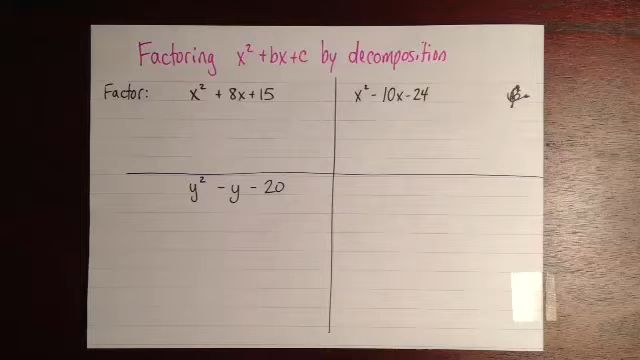 Factoring x² + bx + c by decomposition
Factor: x² + 8x + 15
x² - 10x - 24
y² - y - 20